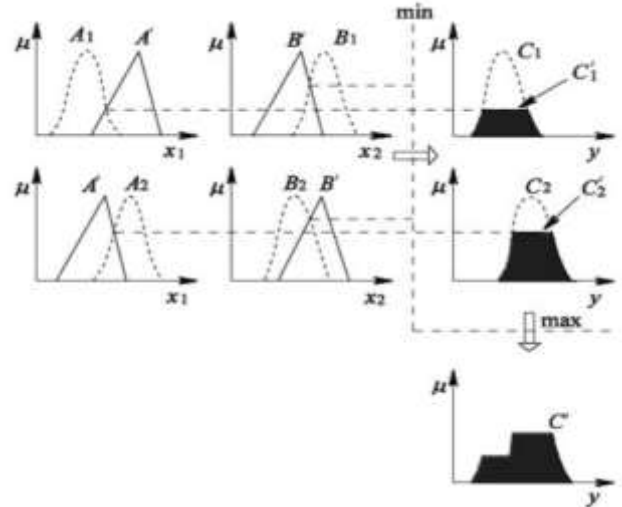 min
μ A₁ A′ μ B′ B₁ μ C₁ C′₁
x₁ x₂ y
μ A′ A₂ μ B₂ B′ μ C₂ C′₂
x₁ x₂ y
max
μ C′
y